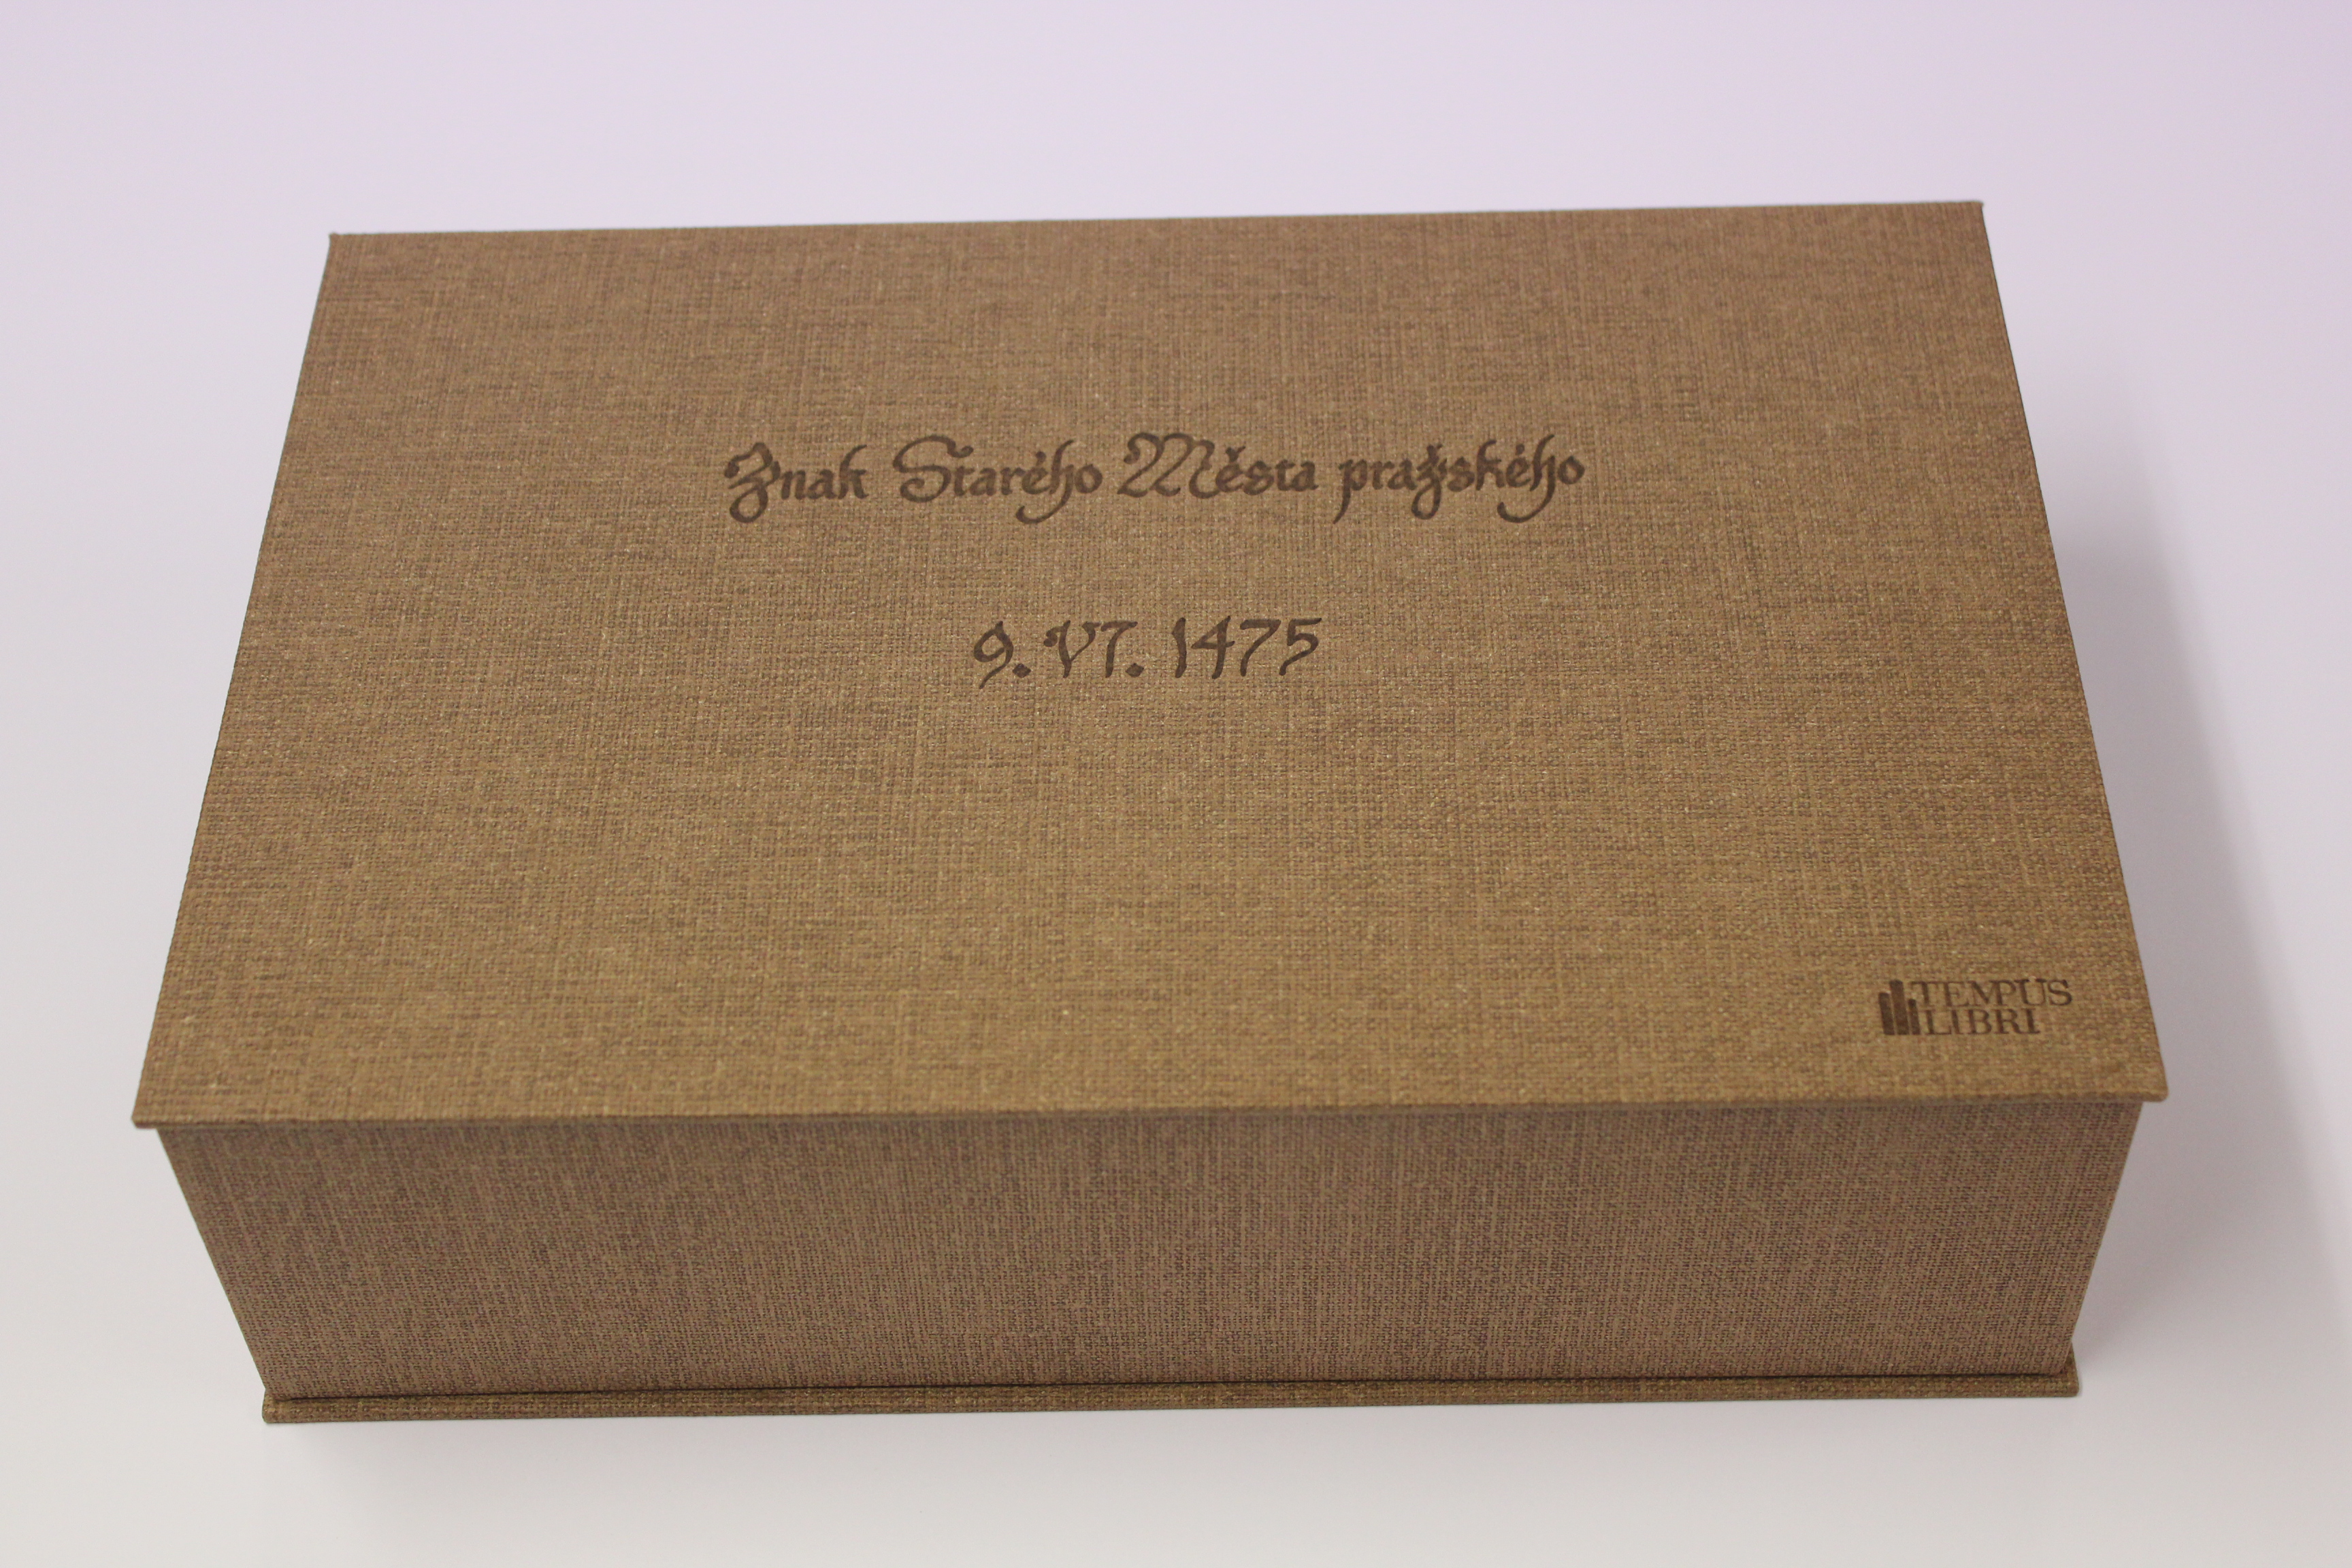 Znak Starého Města pražského
9. VI. 1475
TEMPUS
LIBRI